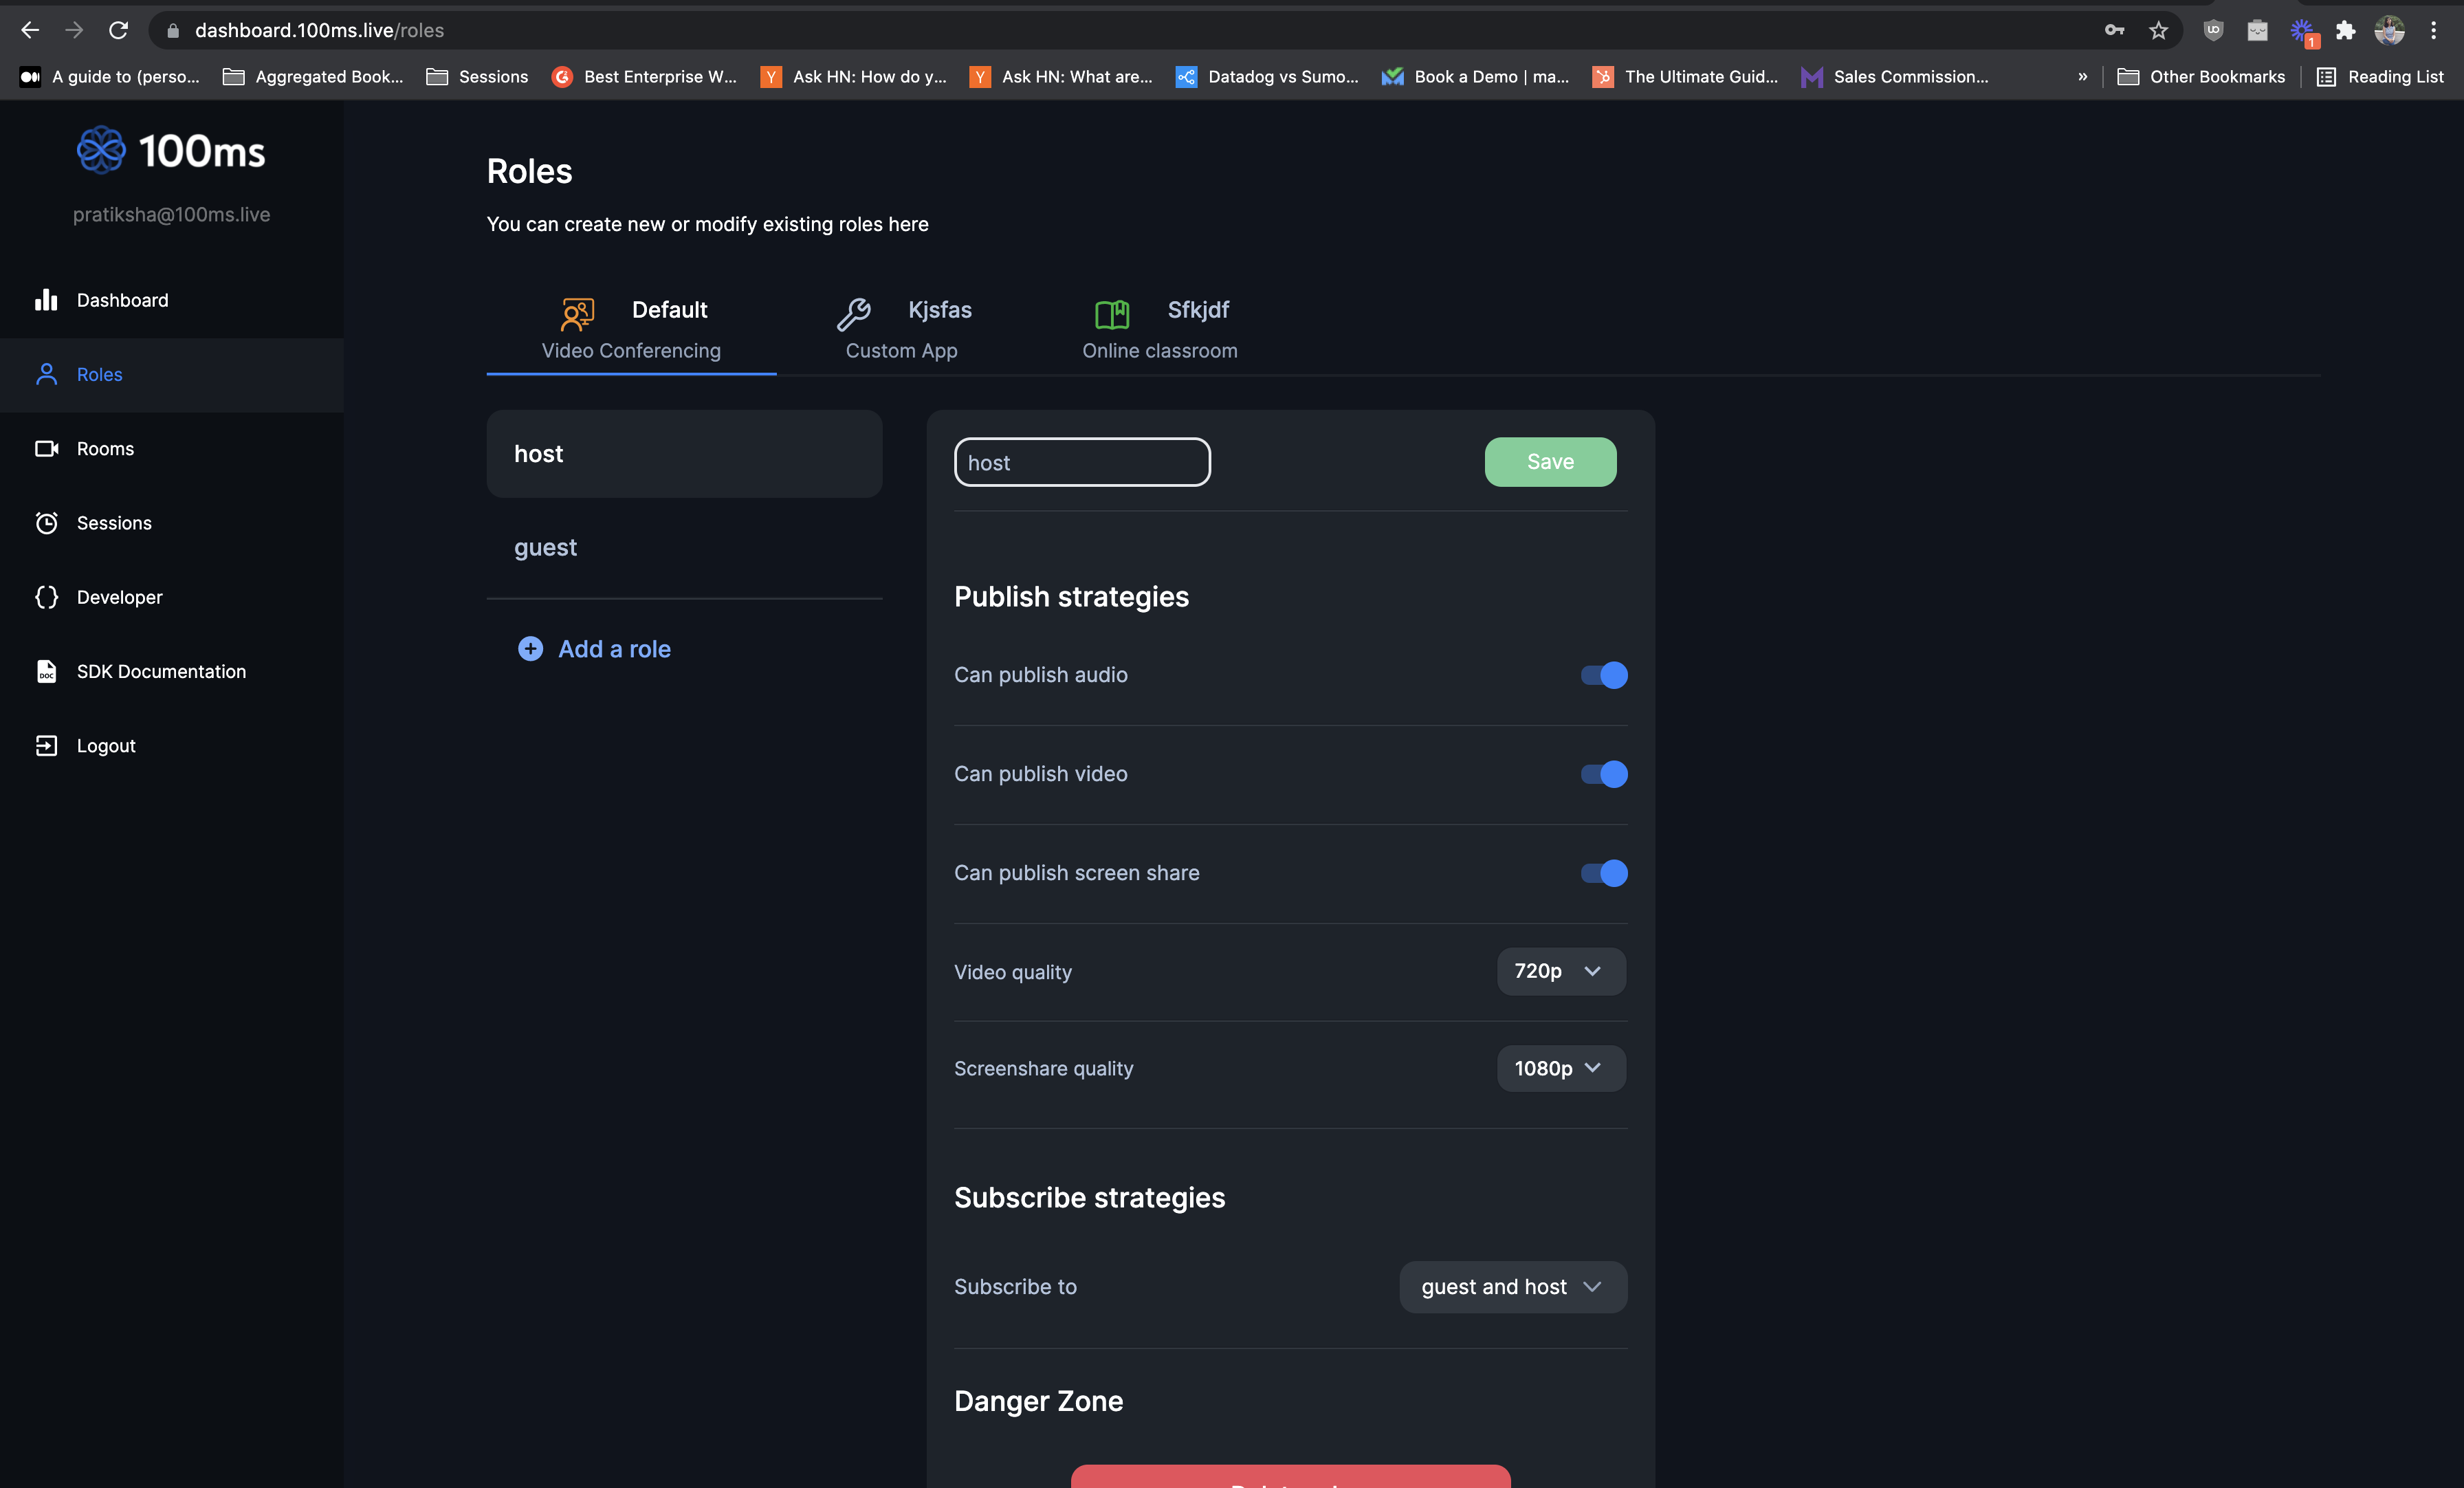 dashboard.100ms.live/roles
1
A guide to (perso...
Aggregated Book...
Sessions
Best Enterprise W...
Ask HN: How do y...
Ask HN: What are...
Datadog vs Sumo...
Book a Demo | ma...
The Ultimate Guid...
Sales Commission...
»
Other Bookmarks
Reading List
100ms
pratiksha@100ms.live
Dashboard
Roles
Rooms
Sessions
Developer
SDK Documentation
Logout
Roles
You can create new or modify existing roles here
Default
Video Conferencing
Kjsfas
Custom App
Sfkjdf
Online classroom
host
guest
Add a role
host
Save
Publish strategies
Can publish audio
Can publish video
Can publish screen share
Video quality
720p
Screenshare quality
1080p
Subscribe strategies
Subscribe to
guest and host
Danger Zone